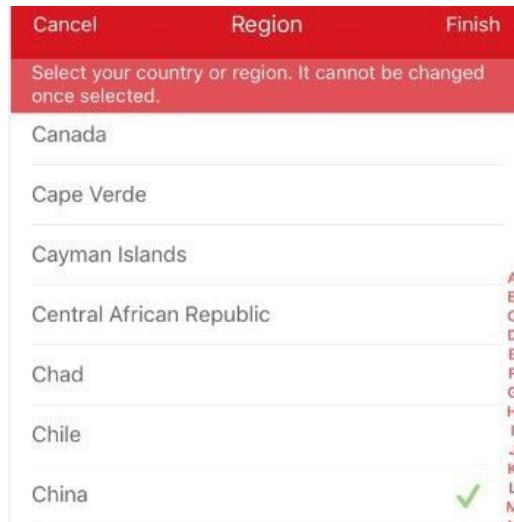 Cancel Region Finish
Select your country or region. It cannot be changed
once selected.
Canada
Cape Verde
Cayman Islands
Central African Republic
Chad
Chile
China
A
B
C
D
E
F
G
H
I
J
K
L
M